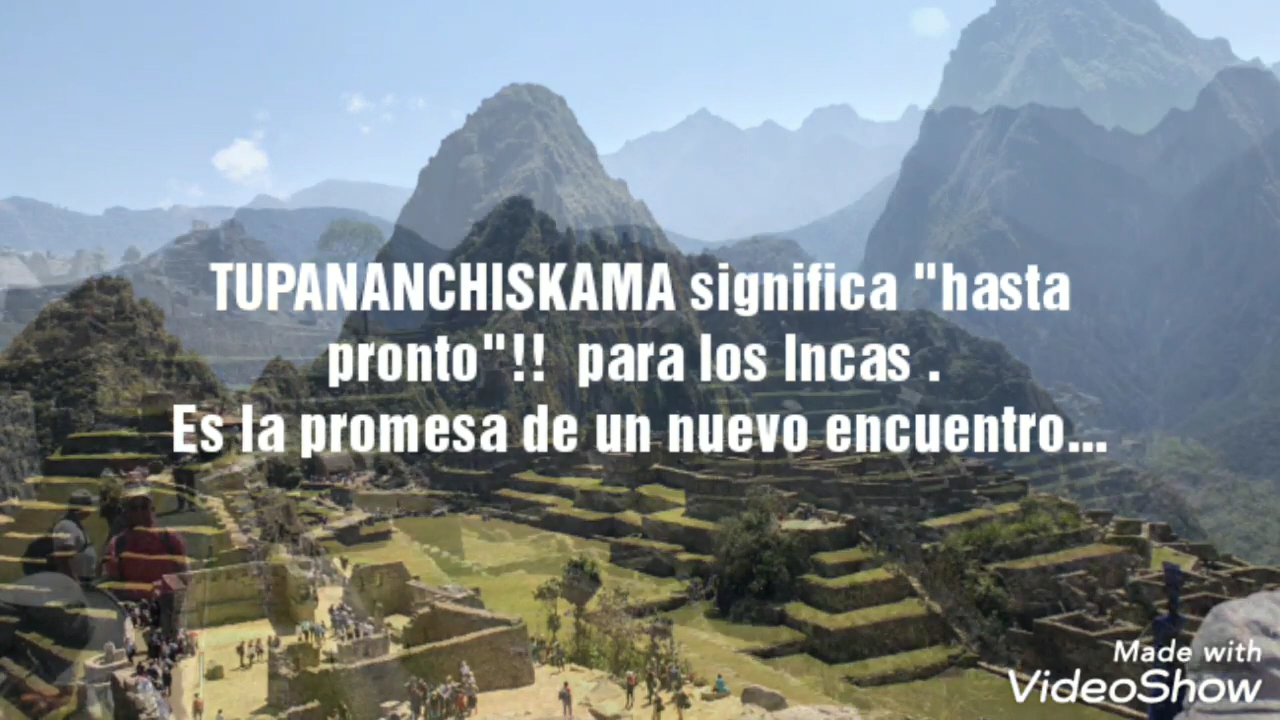 TUPANANCHISKAMA significa "hasta
pronto"!! para los Incas .
Es la promesa de un nuevo encuentro...
Made with
VideoShow